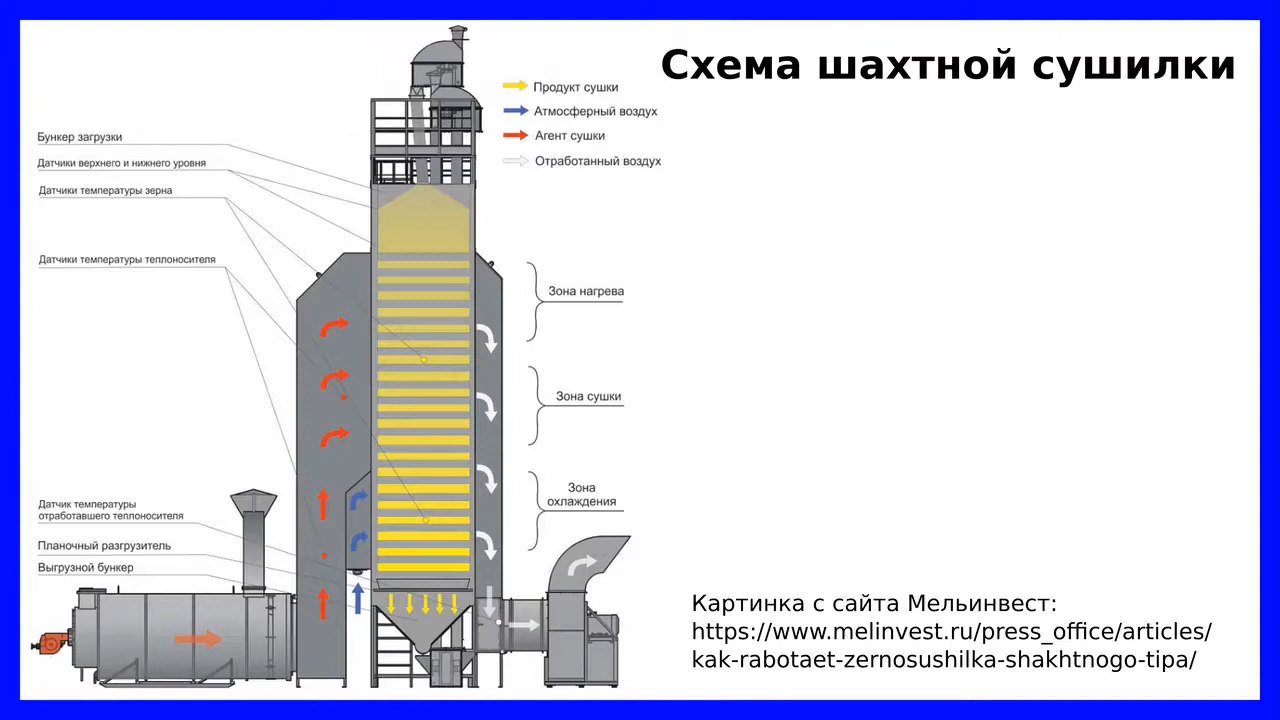 Схема шахтной сушилки
Продукт сушки
Атмосферный воздух
Агент сушки
Отработанный воздух
Бункер загрузки
Датчики верхнего и нижнего уровня
Датчики температуры зерна
Датчики температуры теплоносителя
Зона нагрева
Зона сушки
Зона
охлаждения
Датчик температуры
отработавшего теплоносителя
Планочный разгрузитель
Выгрузной бункер
Картинка с сайта Мельинвест:
https://www.melinvest.ru/press_office/articles/
kak-rabotaet-zernosushilka-shakhtnogo-tipa/